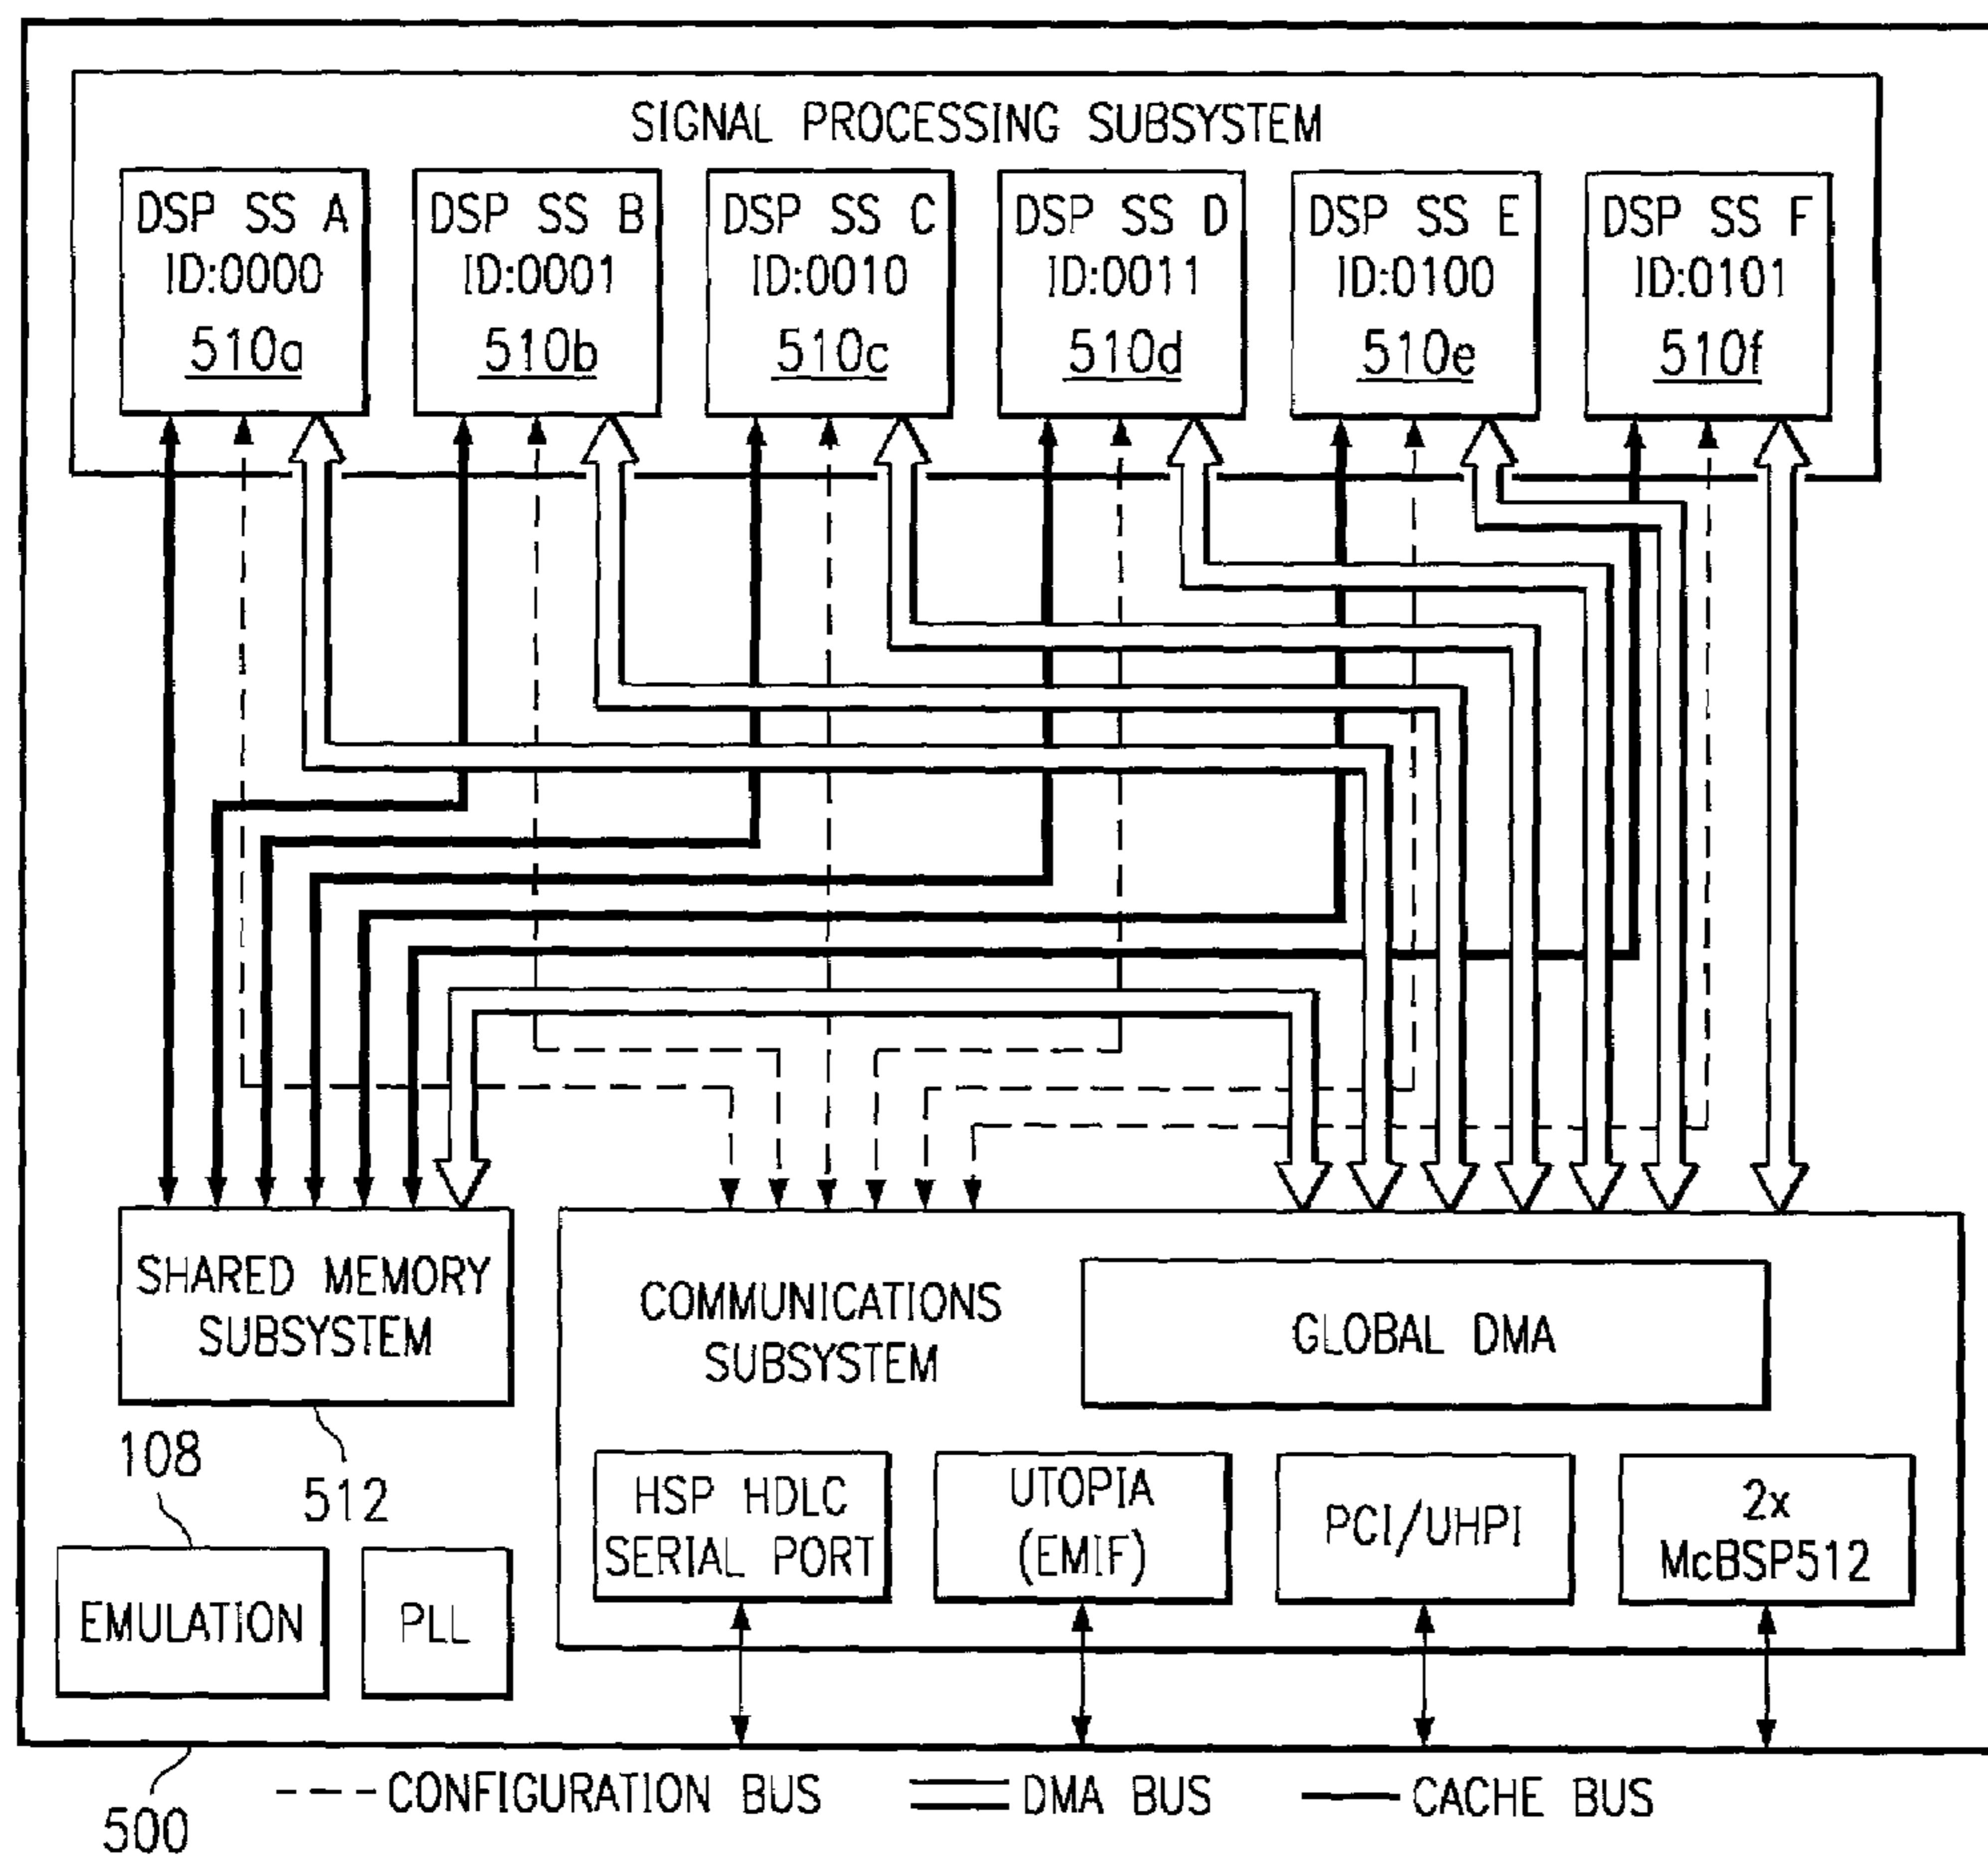 SIGNAL PROCESSING SUBSYSTEM
DSP SS A
ID:0000
510a
DSP SS B
ID:0001
510b
DSP SS C
ID:0010
510c
DSP SS D
ID:0011
510d
DSP SS E
ID:0100
510e
DSP SS F
ID:0101
510f
SHARED MEMORY
SUBSYSTEM
512
COMMUNICATIONS
SUBSYSTEM
GLOBAL DMA
HSP HDLC
SERIAL PORT
UTOPIA
(EMIF)
PCI/UHPI
2x
McBSP512
108
EMULATION
PLL
500
CONFIGURATION BUS
DMA BUS
CACHE BUS